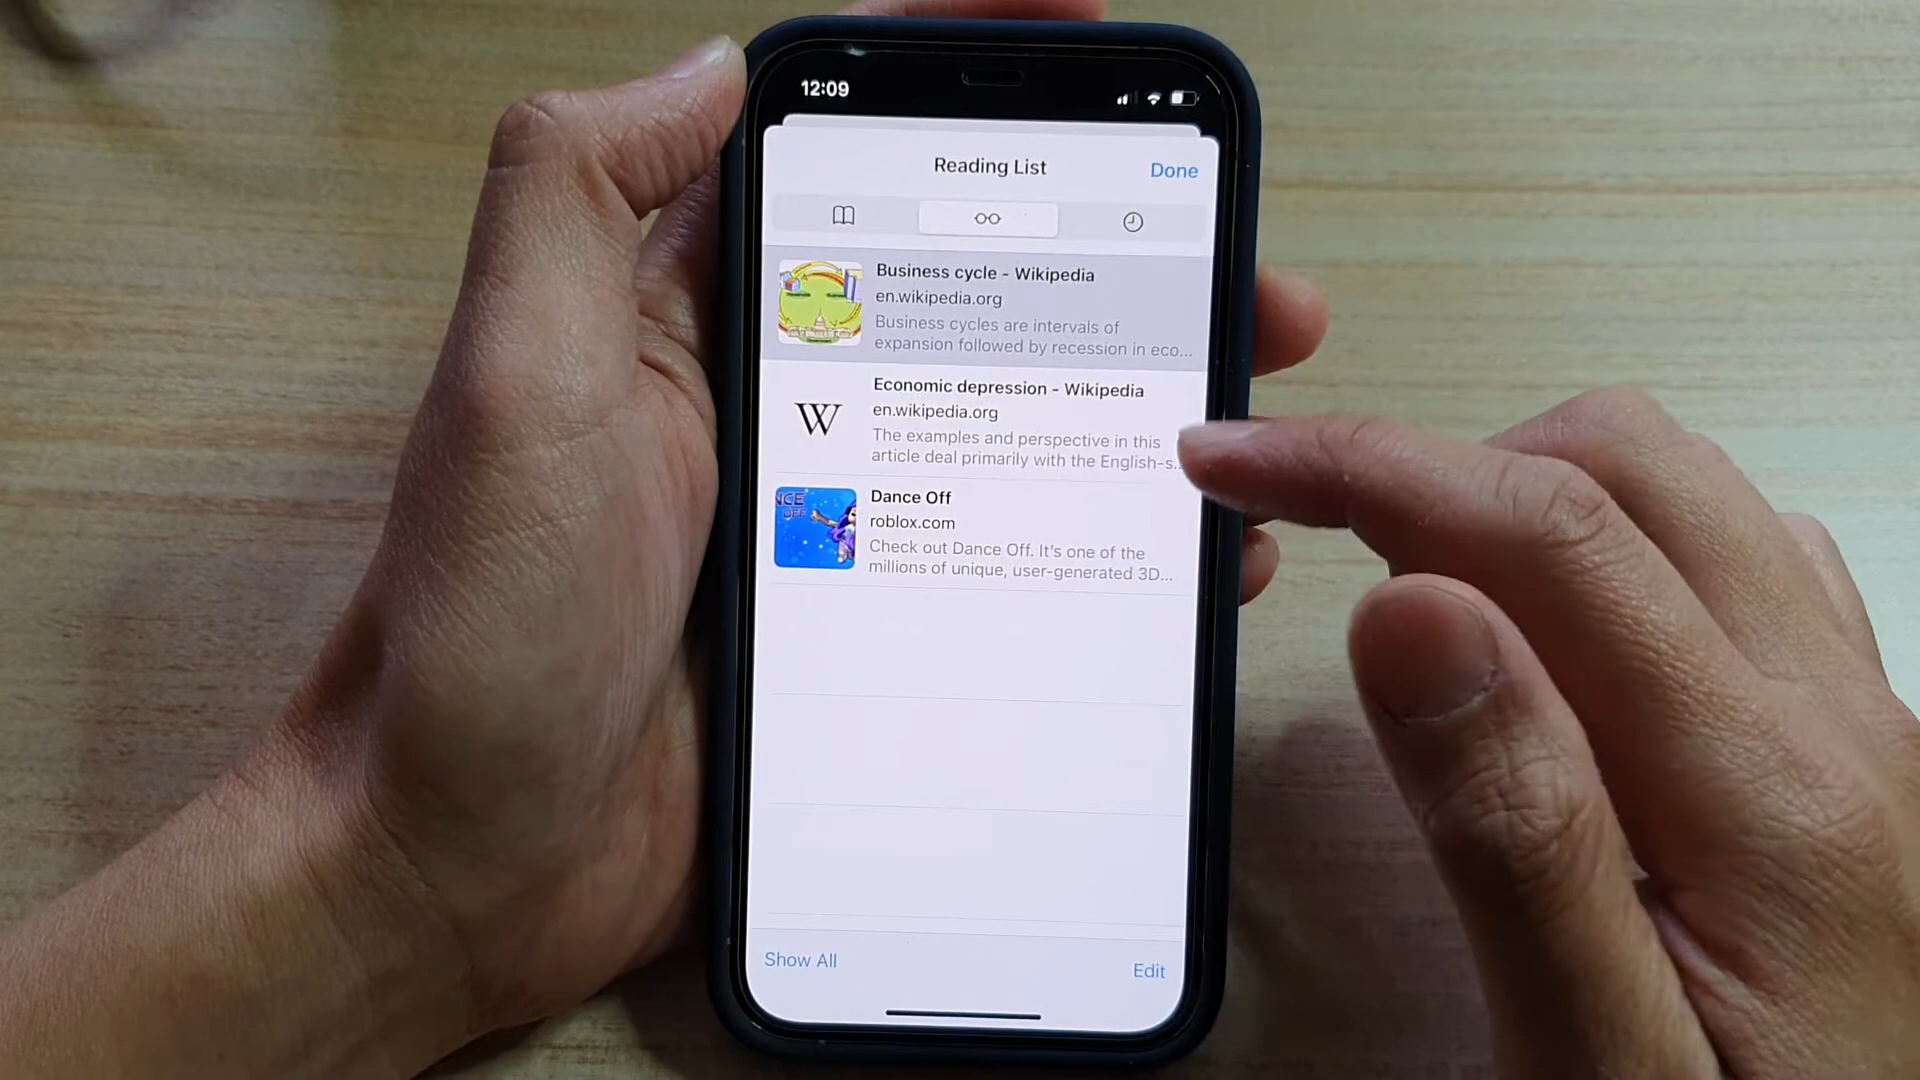 12:09
Reading List
Done
Business cycle - Wikipedia
en.wikipedia.org
Business cycles are intervals of
expansion followed by recession in eco...
W
Economic depression - Wikipedia
en.wikipedia.org
The examples and perspective in this
article deal primarily with the English-s...
NCE
OFF
Dance Off
roblox.com
Check out Dance Off. It's one of the
millions of unique, user-generated 3D...
Show All
Edit